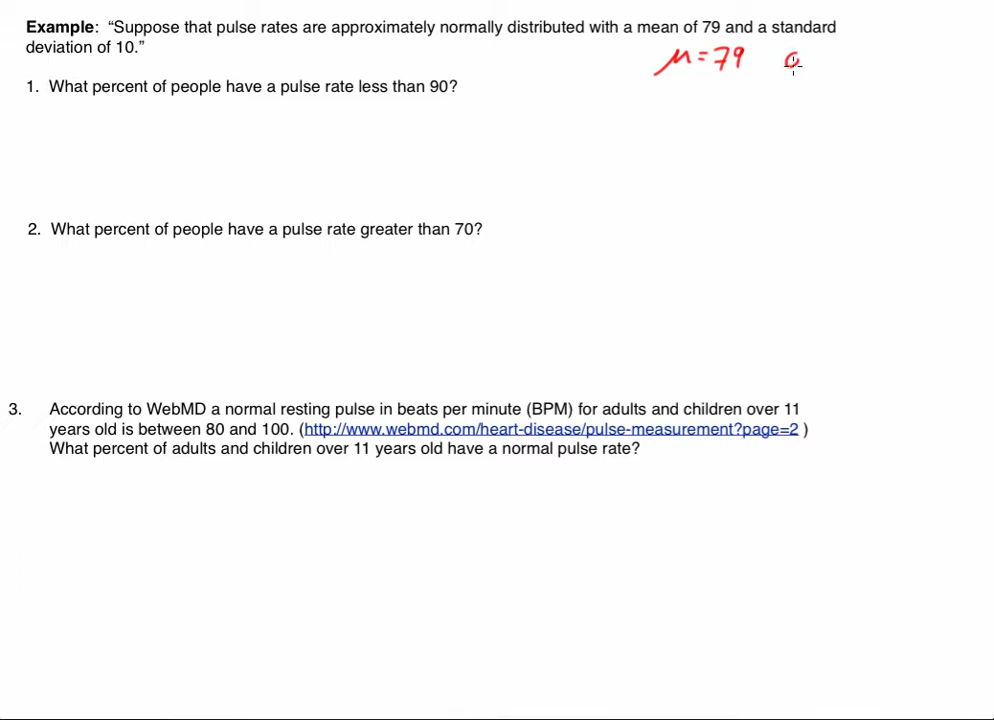 Example: “Suppose that pulse rates are approximately normally distributed with a mean of 79 and a standard
deviation of 10.”
μ=79
1. What percent of people have a pulse rate less than 90?
2. What percent of people have a pulse rate greater than 70?
3. According to WebMD a normal resting pulse in beats per minute (BPM) for adults and children over 11
years old is between 80 and 100. (http://www.webmd.com/heart-disease/pulse-measurement?page=2 )
What percent of adults and children over 11 years old have a normal pulse rate?